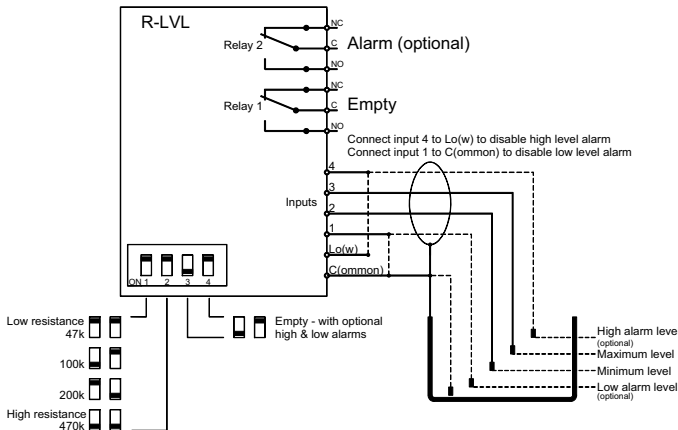 R-LVL
NC
Relay 2
C
Alarm (optional)
NO
NC
Relay 1
C
Empty
NO
Connect input 4 to Lo(w) to disable high level alarm
Connect input 1 to C(ommon) to disable low level alarm
4
3
Inputs
2
1
Lo(w)
C(ommon)
ON 1 2 3 4
Low resistance
47k
Empty - with optional
high & low alarms
100k
200k
High resistance
470k
High alarm leve
(optional)
Maximum level
Minimum level
Low alarm level
(optional)